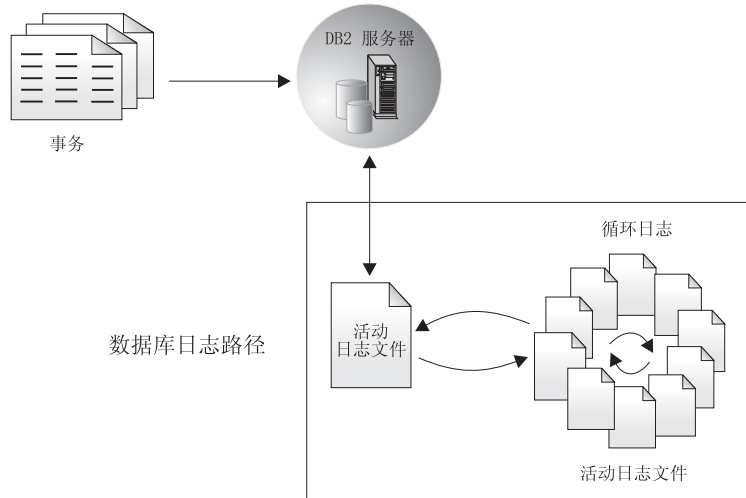 DB2 服务器
事务
循环日志
数据库日志路径
活动
日志文件
活动日志文件